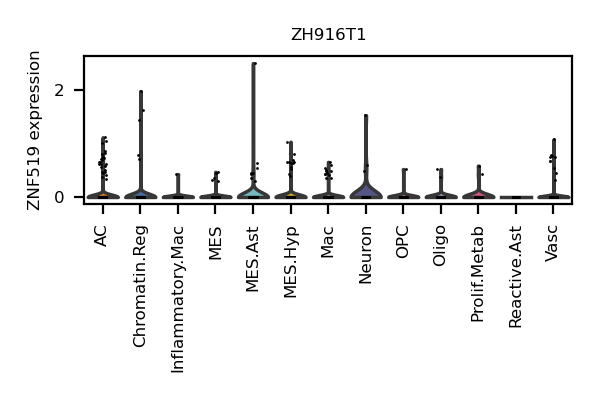 ZH916T1
ZNF519 expression
2
0
AC
Chromatin.Reg
Inflammatory.Mac
MES
MES.Ast
MES.Hyp
Mac
Neuron
OPC
Oligo
Prolif.Metab
Reactive.Ast
Vasc